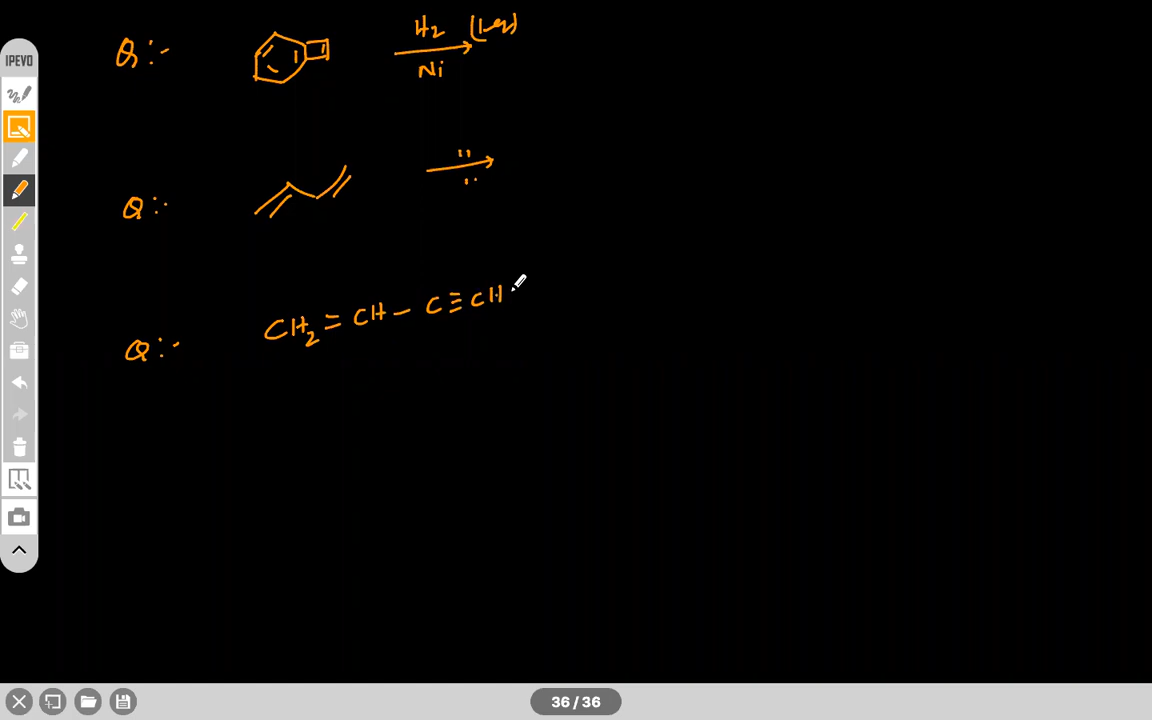 IPEVO
Q :-
H2 (1-eq)
Ni
Q :-
"
"
Q :-
CH2 = CH - C ≡ CH
36 / 36